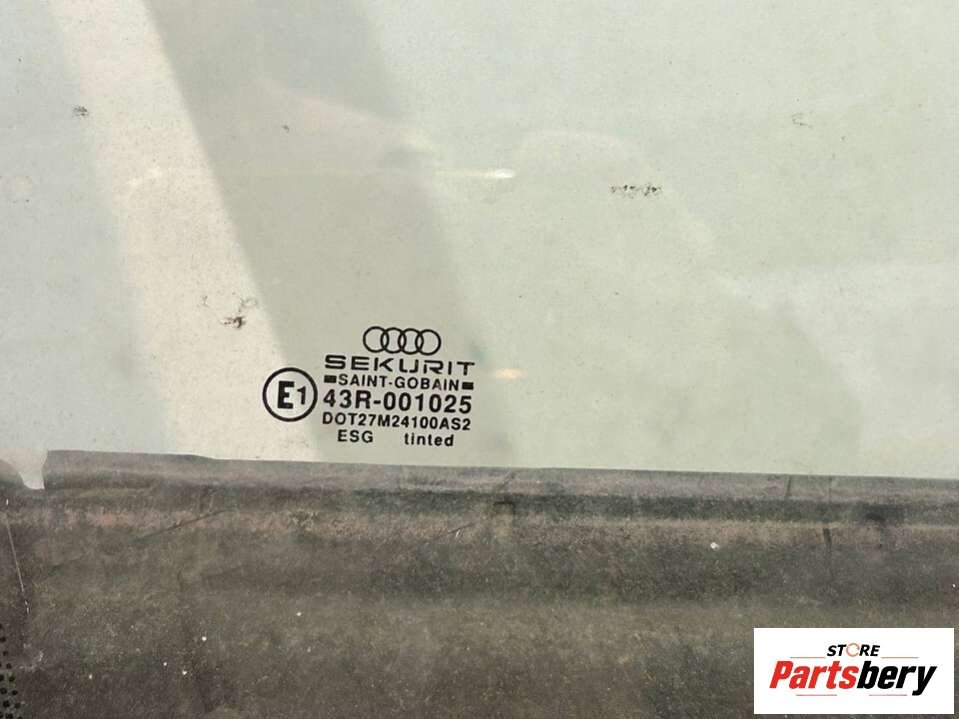 SEKURIT
SAINT-GOBAIN
E1
43R-001025
DOT27M24100AS2
ESG tinted
STORE
Partsbery